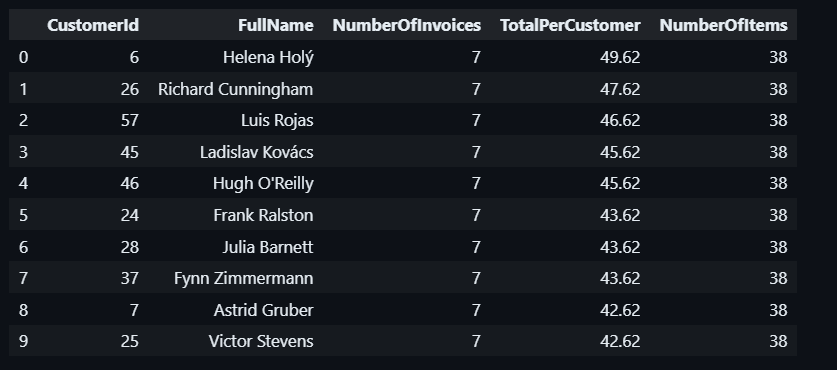 CustomerId FullName NumberOfInvoices TotalPerCustomer NumberOfItems
0 6 Helena Holý 7 49.62 38
1 26 Richard Cunningham 7 47.62 38
2 57 Luis Rojas 7 46.62 38
3 45 Ladislav Kovács 7 45.62 38
4 46 Hugh O'Reilly 7 45.62 38
5 24 Frank Ralston 7 43.62 38
6 28 Julia Barnett 7 43.62 38
7 37 Fynn Zimmermann 7 43.62 38
8 7 Astrid Gruber 7 42.62 38
9 25 Victor Stevens 7 42.62 38